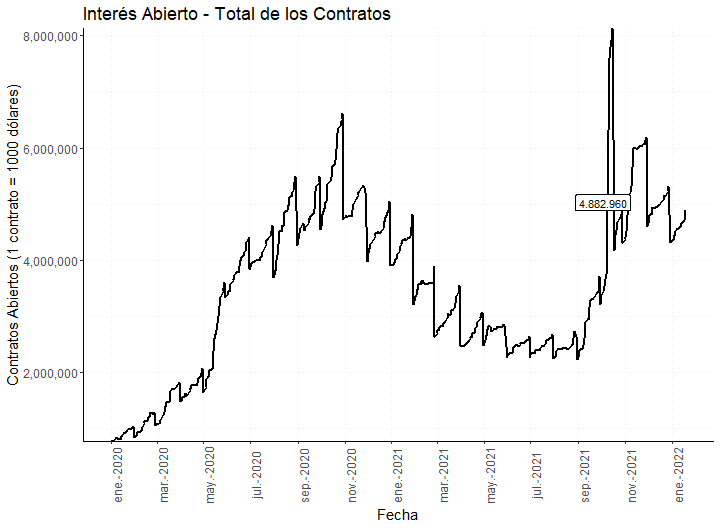 Interés Abierto - Total de los Contratos
Contratos Abiertos (1 contrato = 1000 dólares)
8,000,000
6,000,000
4,000,000
2,000,000
4.882.960
ene.-2020
mar.-2020
may.-2020
jul.-2020
sep.-2020
nov.-2020
ene.-2021
mar.-2021
may.-2021
jul.-2021
sep.-2021
nov.-2021
ene.-2022
Fecha